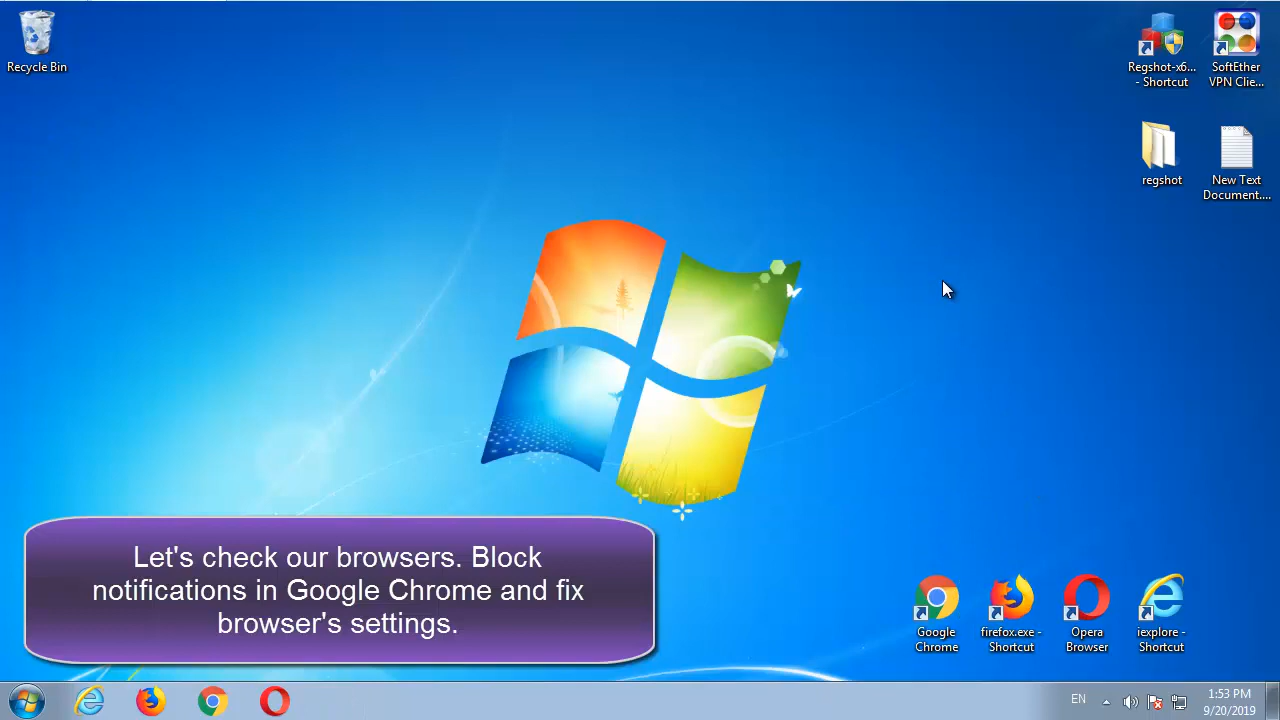 Recycle Bin
Regshot-x6...
- Shortcut
SoftEther
VPN Clie...
regshot
New Text
Document....
Let's check our browsers. Block
notifications in Google Chrome and fix
browser's settings.
Google
Chrome
firefox.exe -
Shortcut
Opera
Browser
iexplore -
Shortcut
EN
1:53 PM
9/20/2019